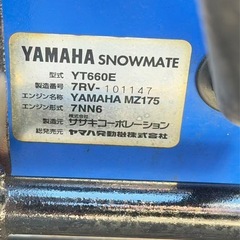 YAMAHA SNOWMATE
型式 YT660E
製造番号 7RV-101147
エンジン名称 YAMAHA MZ175
エンジン形式 7NN6
製造元 株式会社 ササキコーポレーション
総発売元 ヤマハ発動機株式会社